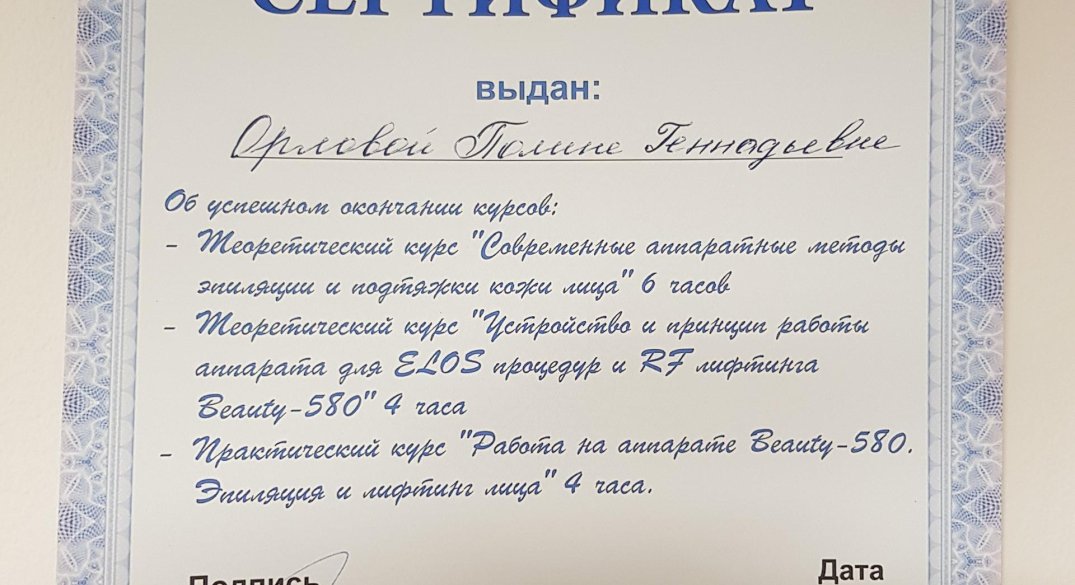 СЕРТИФИКАТ
выдан:
Орловой Полине Геннадьевне
Об успешном окончании курсов:
- Теоретический курс "Современные аппаратные методы
эпиляции и подтяжки кожи лица" 6 часов
- Теоретический курс "Устройство и принцип работы
аппарата для ELOS процедур и RF лифтинга
Beauty-580" 4 часа
- Практический курс "Работа на аппарате Beauty-580.
Эпиляция и лифтинг лица" 4 часа.
Подпись
Дата